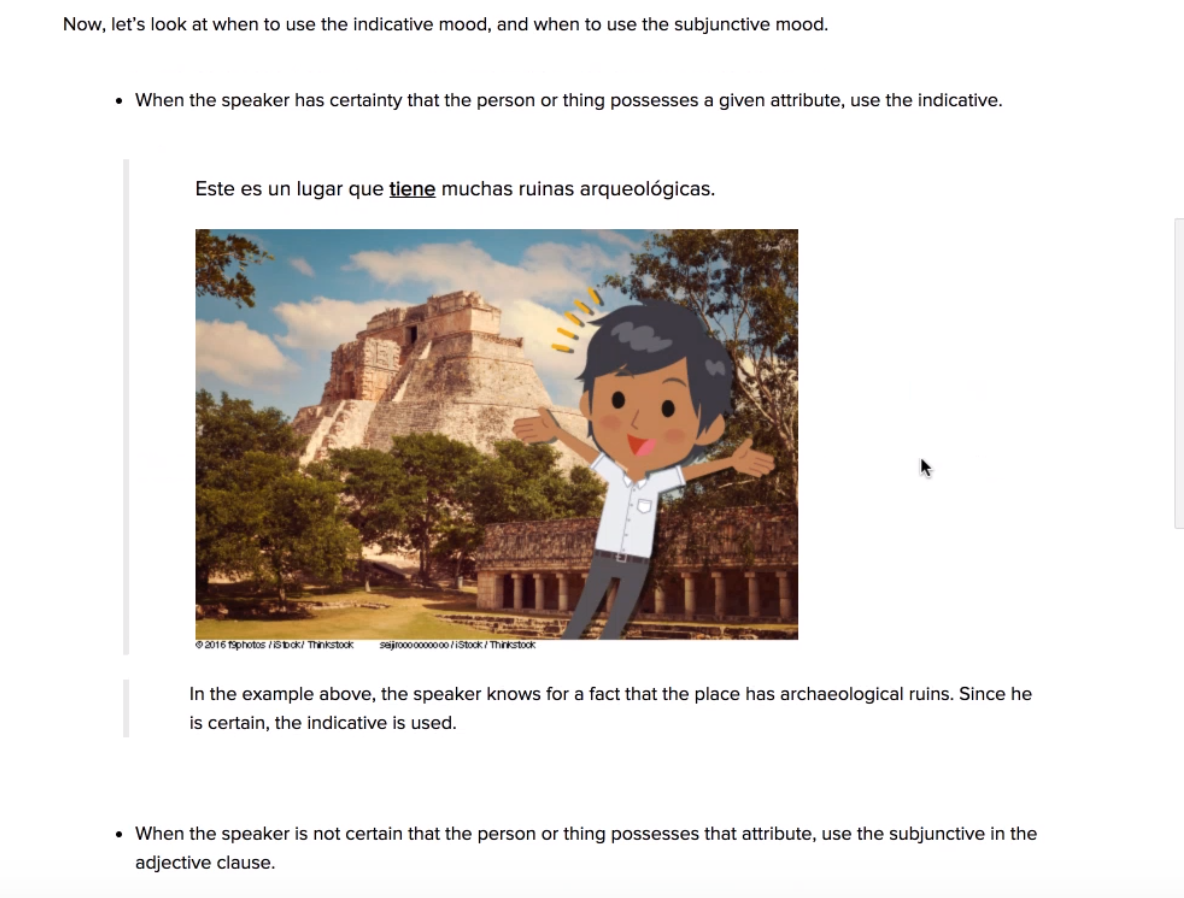 Now, let's look at when to use the indicative mood, and when to use the subjunctive mood.
• When the speaker has certainty that the person or thing possesses a given attribute, use the indicative.
Este es un lugar que tiene muchas ruinas arqueológicas.
© 2016 f9photos / iStock / Thinkstock seijiroooooooooo / iStock / Thinkstock
In the example above, the speaker knows for a fact that the place has archaeological ruins. Since he
is certain, the indicative is used.
• When the speaker is not certain that the person or thing possesses that attribute, use the subjunctive in the
adjective clause.